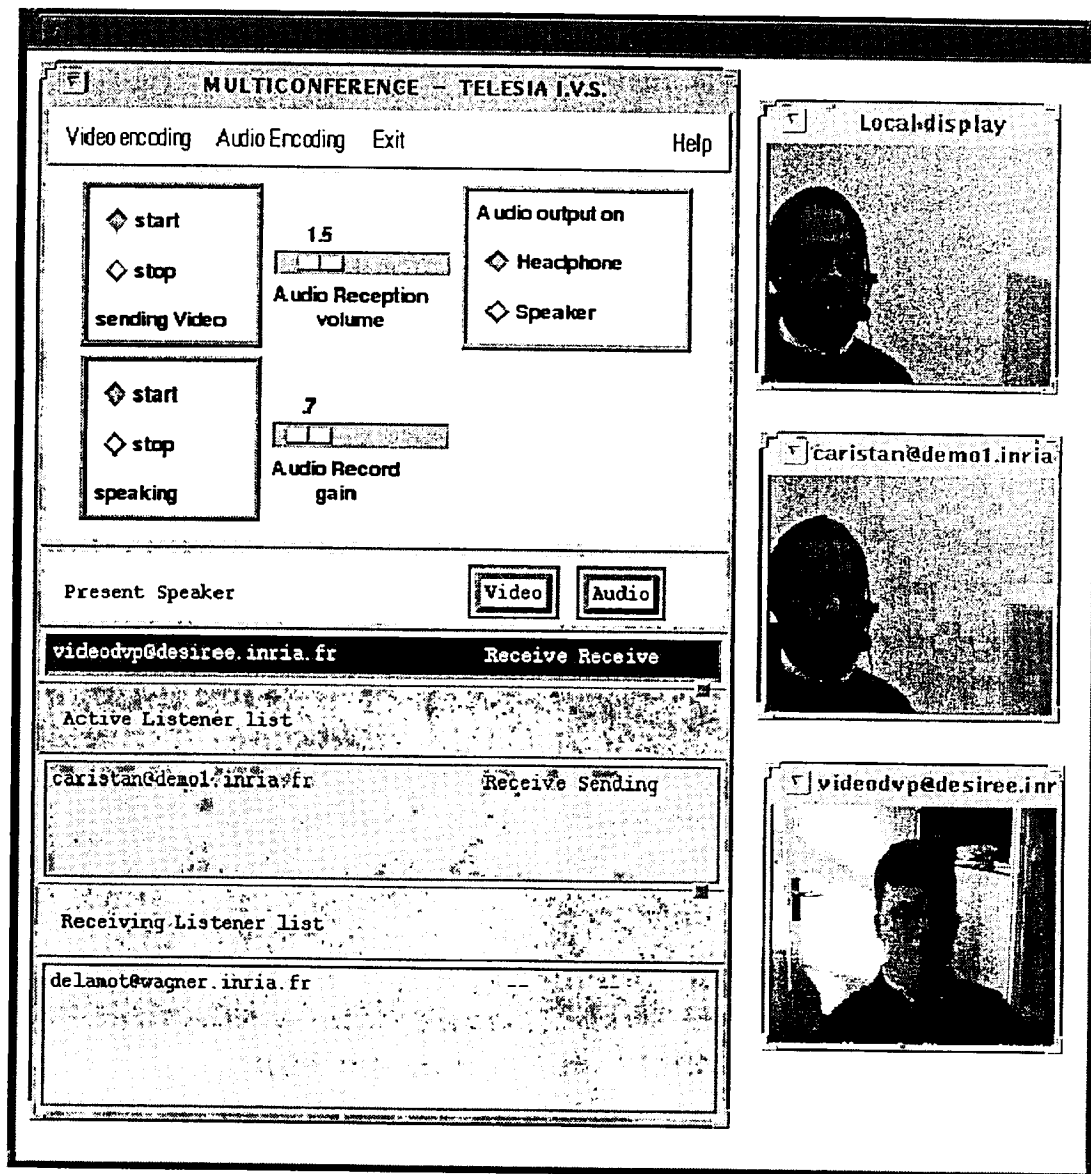 MULTICONFERENCE - TELESIA I.V.S.
Video encoding Audio Encoding Exit Help
start
stop
sending Video
1.5
Audio Reception
volume
Audio output on
Headphone
Speaker
start
stop
speaking
.7
Audio Record
gain
Present Speaker Video Audio
videodvp@desiree.inria.fr Receive Receive
Active Listener list
caristan@demo1.inria.fr Receive Sending
Receiving Listener list
delamot@wagner.inria.fr -- --
Local display
caristan@demo1.inria
videodvp@desiree.inr